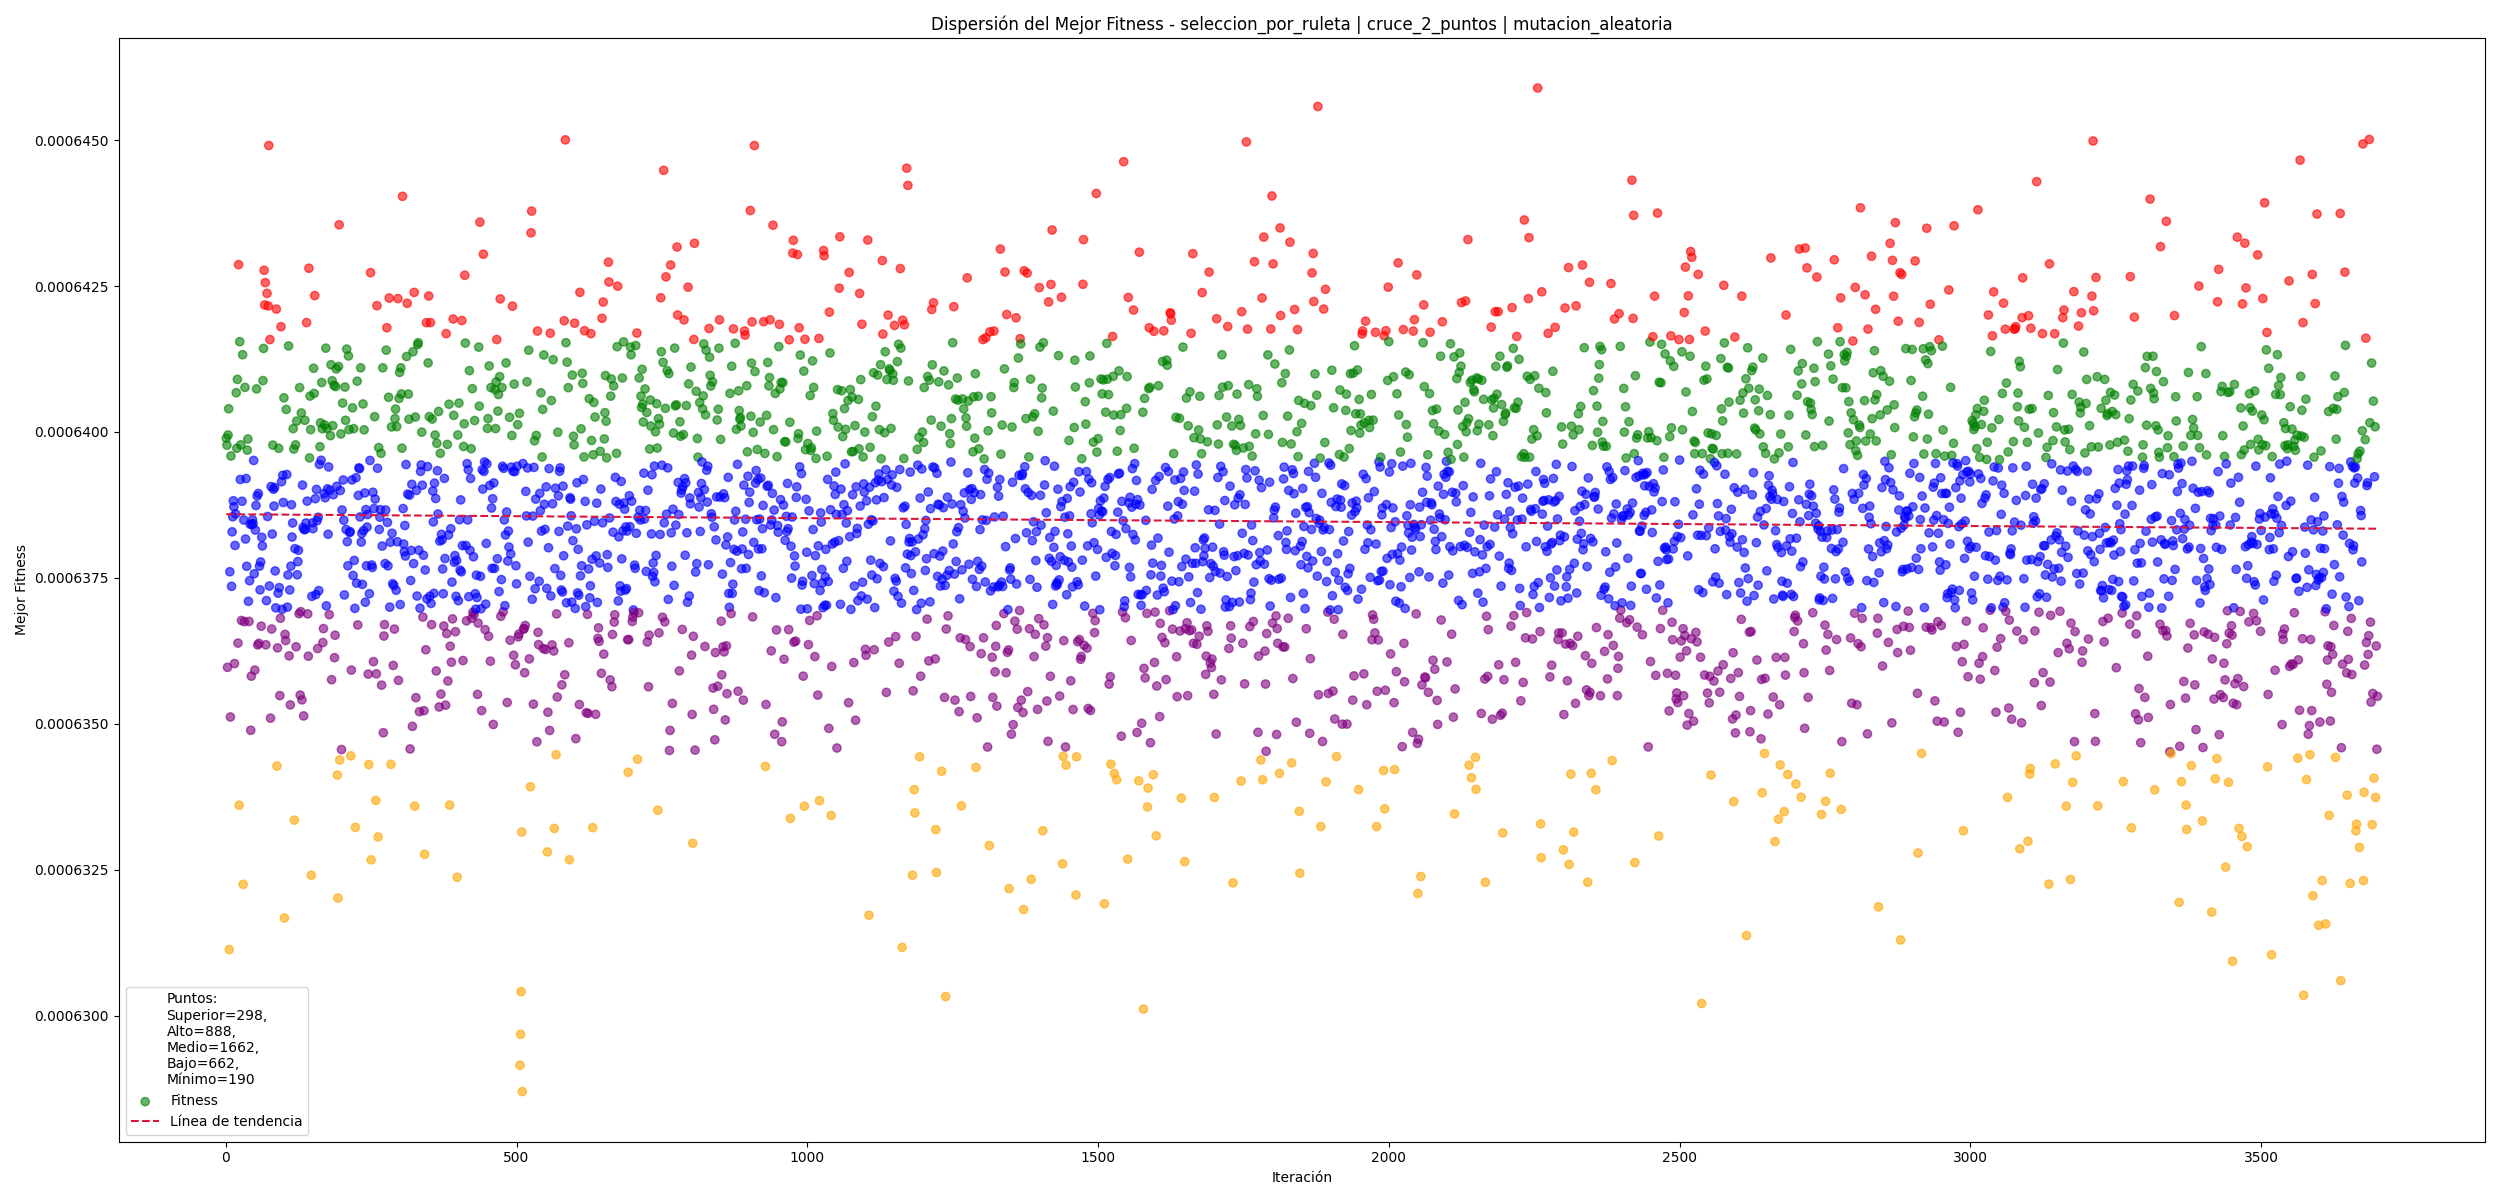 Dispersión del Mejor Fitness - seleccion_por_ruleta | cruce_2_puntos | mutacion_aleatoria
Mejor Fitness
0.0006450
0.0006425
0.0006400
0.0006375
0.0006350
0.0006325
0.0006300
Puntos:
Superior=298,
Alto=888,
Medio=1662,
Bajo=662,
Mínimo=190
Fitness
Línea de tendencia
0
500
1000
1500
2000
2500
3000
3500
Iteración